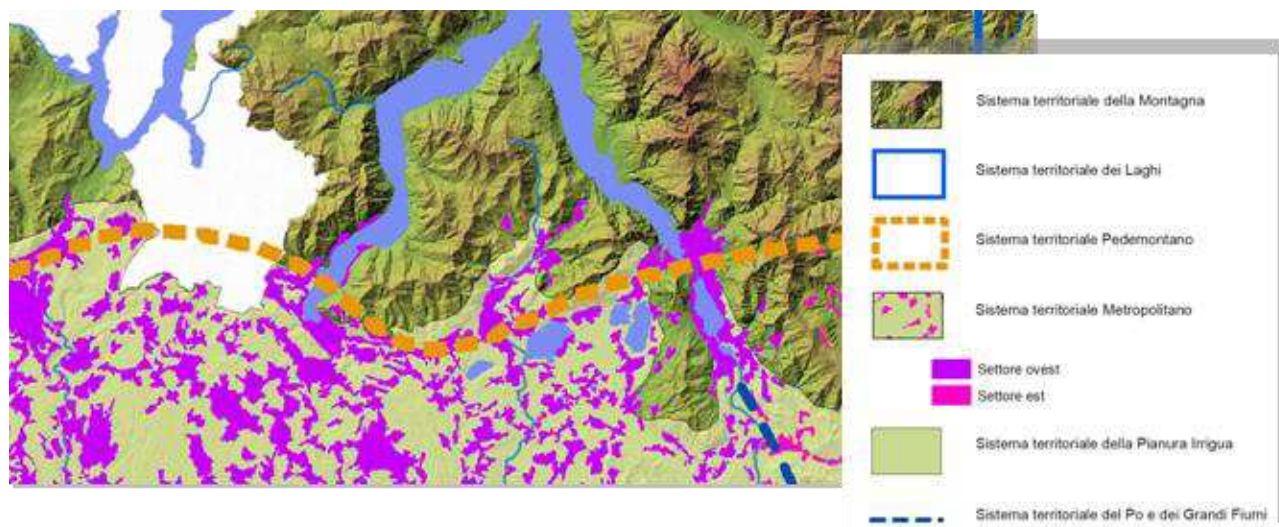 Sistema territoriale della Montagna
Sistema territoriale dei Laghi
Sistema territoriale Pedemontano
Sistema territoriale Metropolitano
Settore ovest
Settore est
Sistema territoriale della Pianura Irrigua
Sistema territoriale del Po e dei Grandi Fiumi